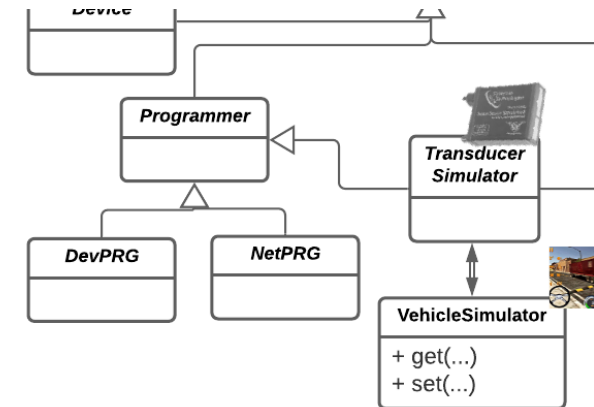 Device
Programmer
Transducer
Simulator
DevPRG
NetPRG
VehicleSimulator
+ get(...)
+ set(...)